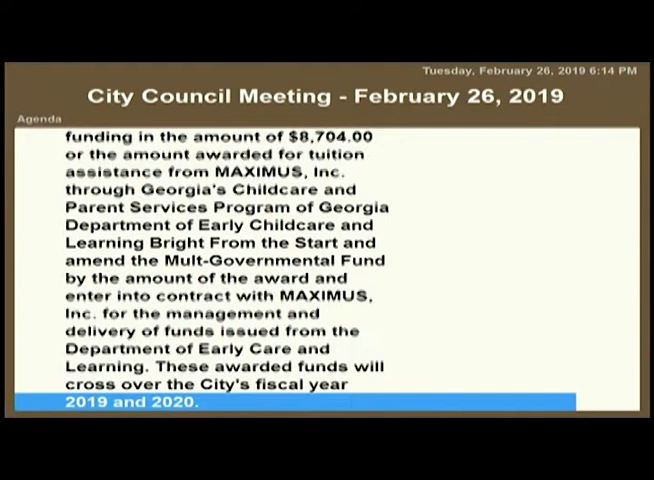 Tuesday, February 26, 2019 6:14 PM
City Council Meeting - February 26, 2019
Agenda
funding in the amount of $8,704.00
or the amount awarded for tuition
assistance from MAXIMUS, Inc.
through Georgia's Childcare and
Parent Services Program of Georgia
Department of Early Childcare and
Learning Bright From the Start and
amend the Mult-Governmental Fund
by the amount of the award and
enter into contract with MAXIMUS,
Inc. for the management and
delivery of funds issued from the
Department of Early Care and
Learning. These awarded funds will
cross over the City's fiscal year
2019 and 2020.